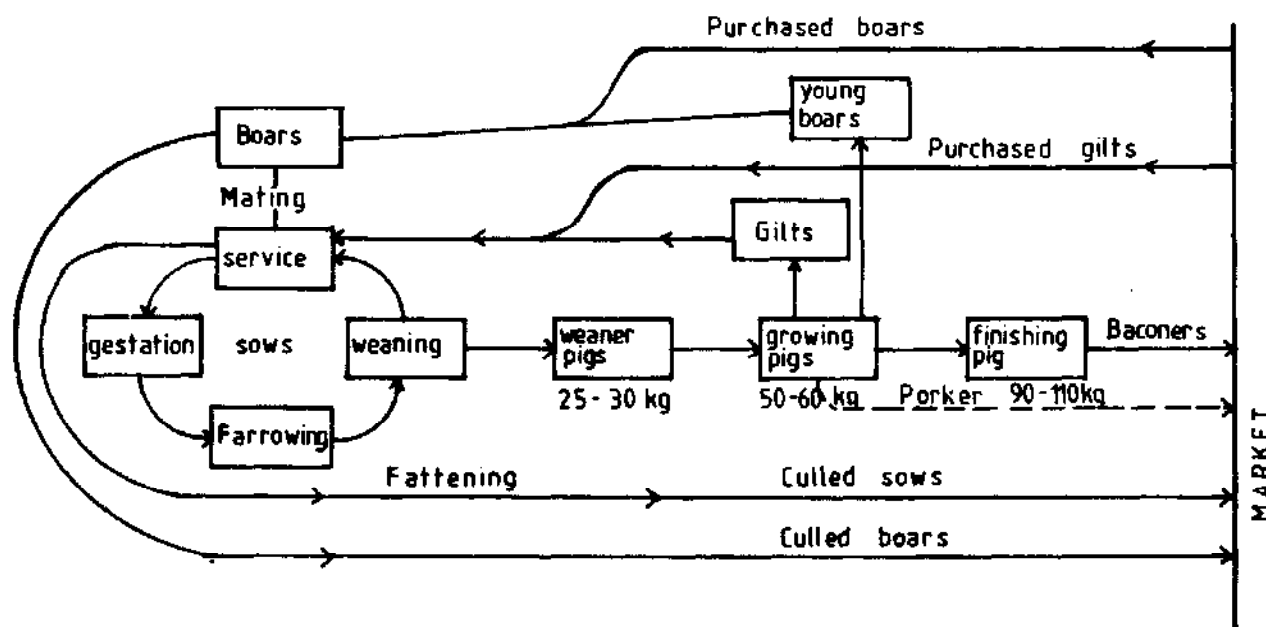 Purchased boars
young
boars
Boars
Purchased gilts
Mating
Gilts
service
gestation
sows
weaning
weaner
pigs
growing
pigs
finishing
pig
Baconers
25-30 kg
50-60 kg
Porker
90-110kg
Farrowing
Fattening
Culled sows
Culled boars
MARKET